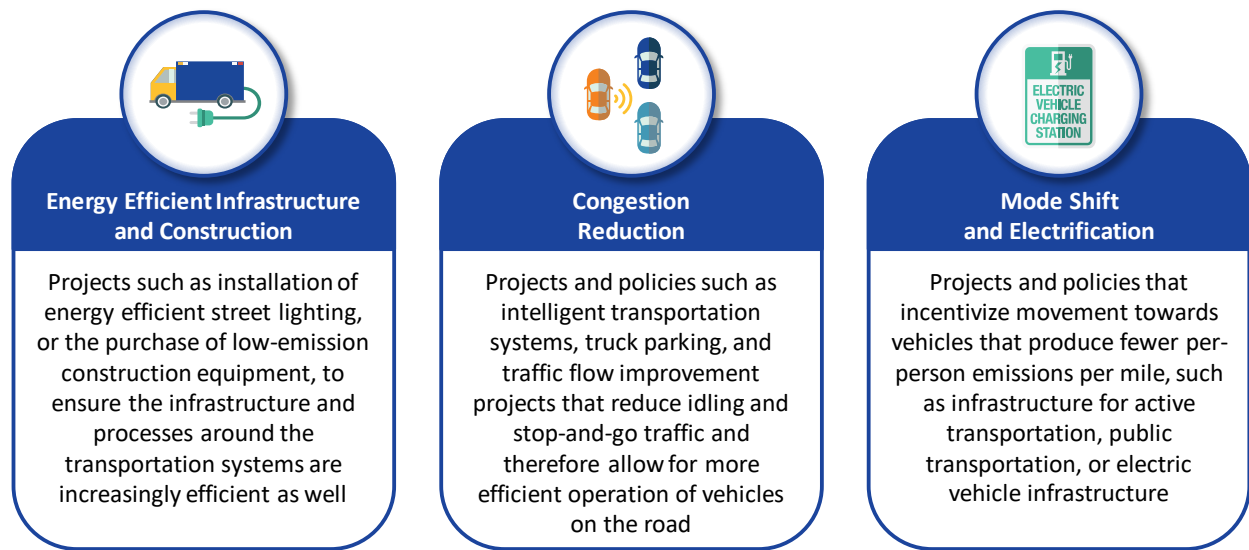 Energy Efficient Infrastructure
and Construction
Projects such as installation of
energy efficient street lighting,
or the purchase of low-emission
construction equipment, to
ensure the infrastructure and
processes around the
transportation systems are
increasingly efficient as well
Congestion
Reduction
Projects and policies such as
intelligent transportation
systems, truck parking, and
traffic flow improvement
projects that reduce idling and
stop-and-go traffic and
therefore allow for more
efficient operation of vehicles
on the road
ELECTRIC
VEHICLE
CHARGING
STATION
Mode Shift
and Electrification
Projects and policies that
incentivize movement towards
vehicles that produce fewer per-
person emissions per mile, such
as infrastructure for active
transportation, public
transportation, or electric
vehicle infrastructure